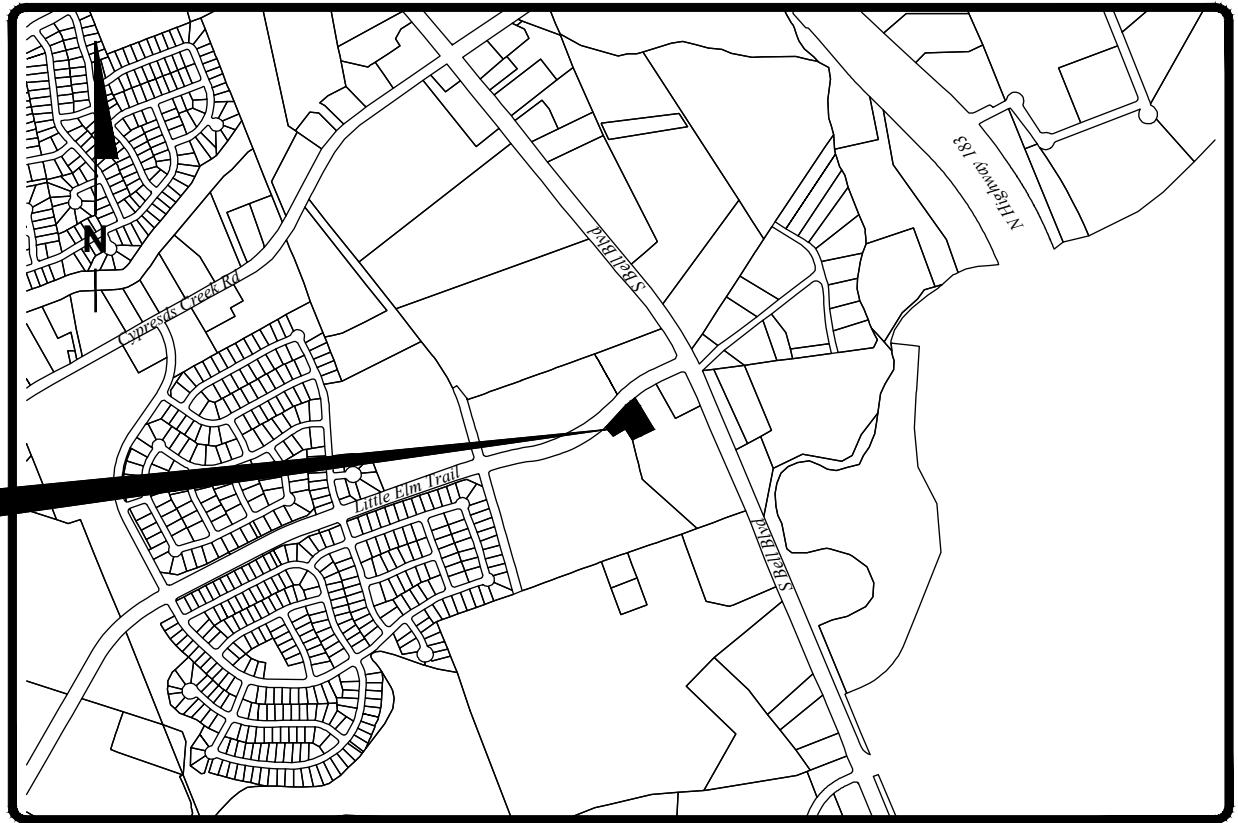 N Highway 183
S Bell Blvd
N
Cypresds Creek Rd
Little Elm Trail
S Bell Blvd